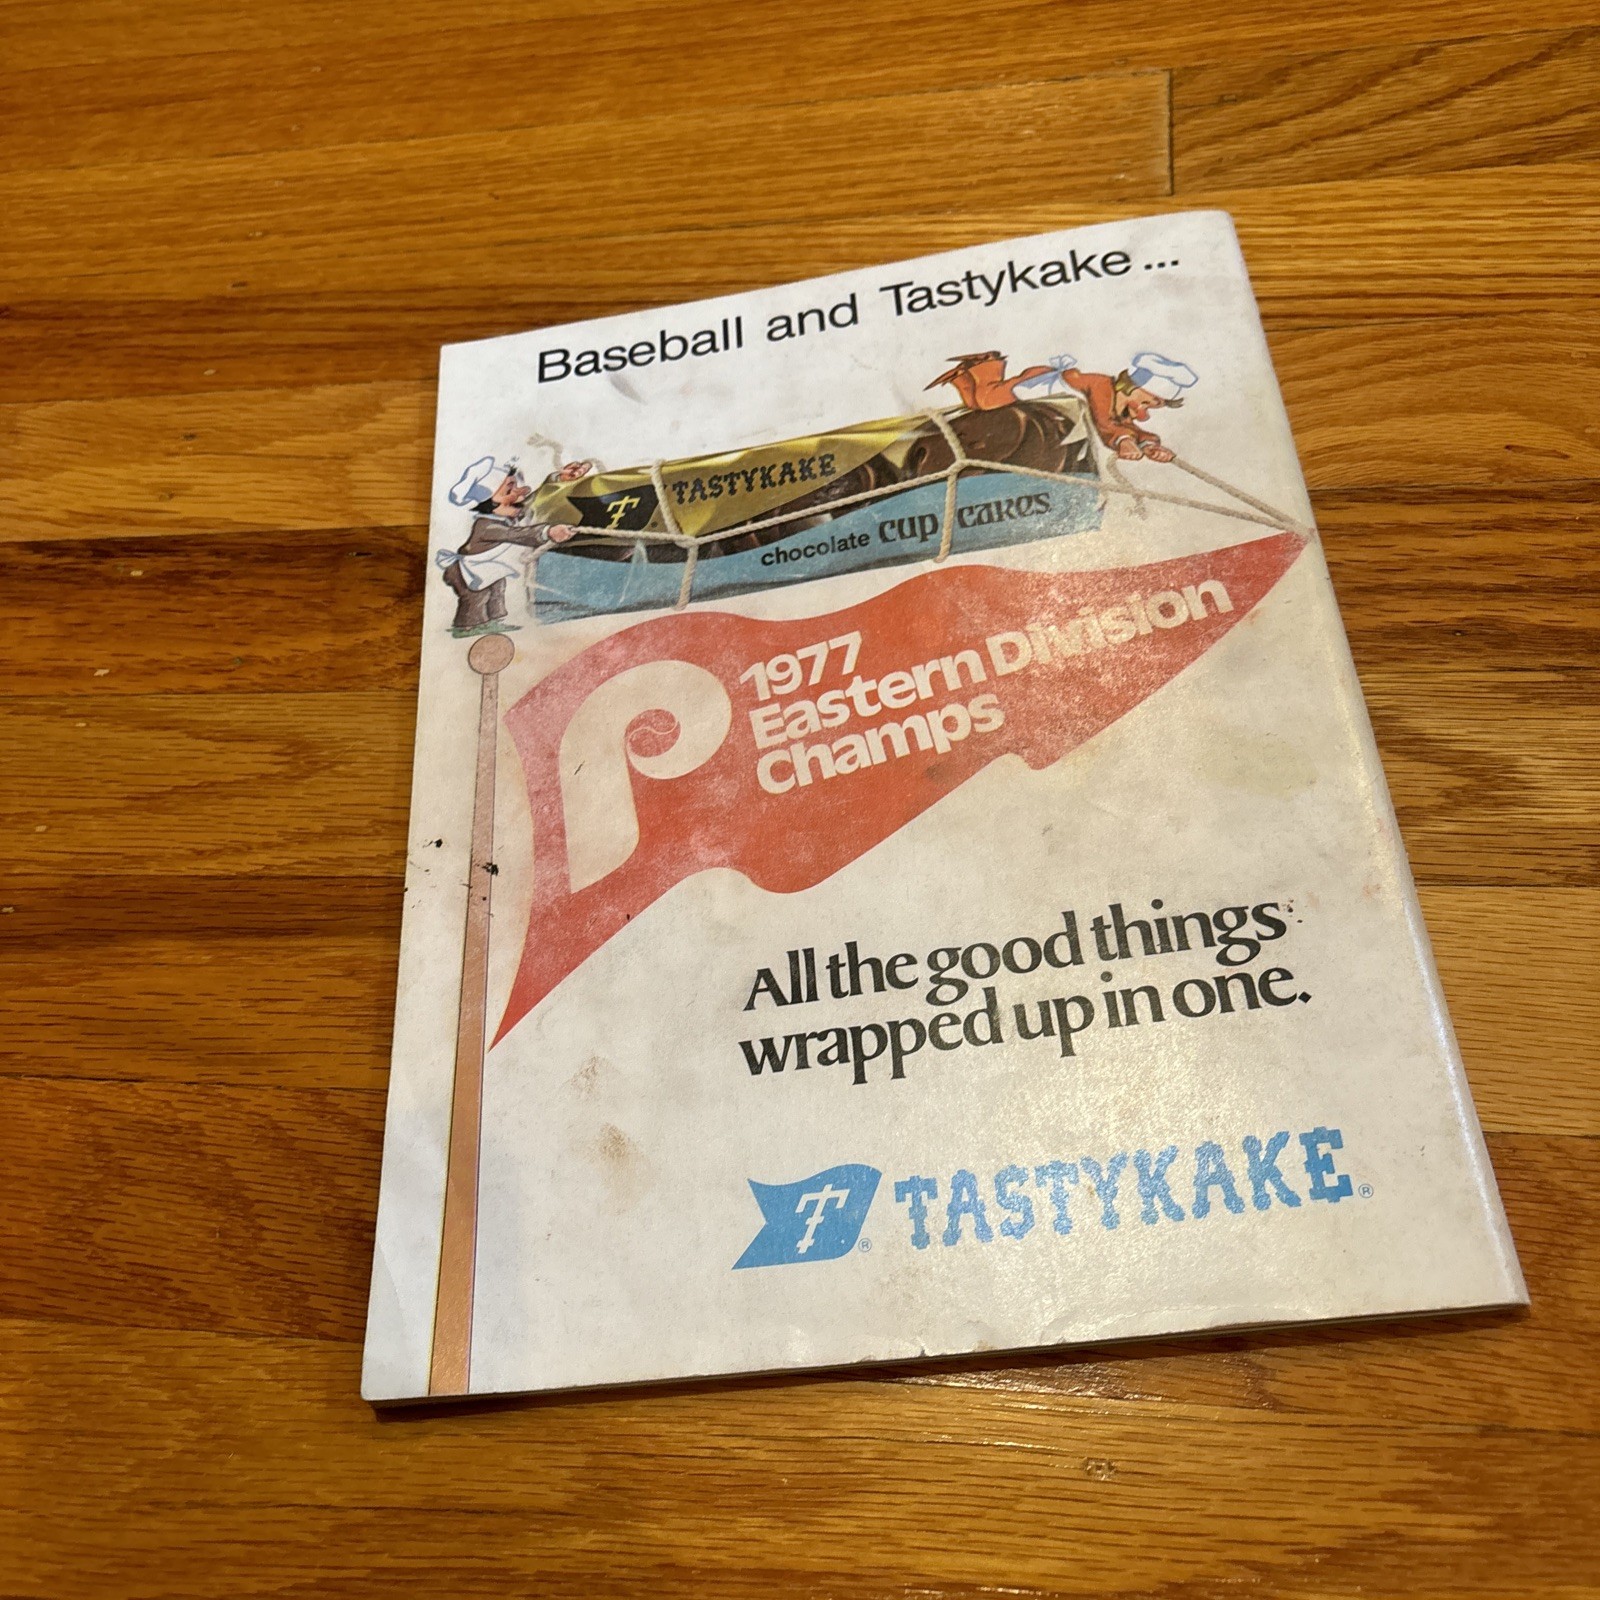 Baseball and Tastykake...
T TASTYKAKE
chocolate cup cakes
P 1977
Eastern Division
Champs
All the good things
wrapped up in one.
T® TASTYKAKE®